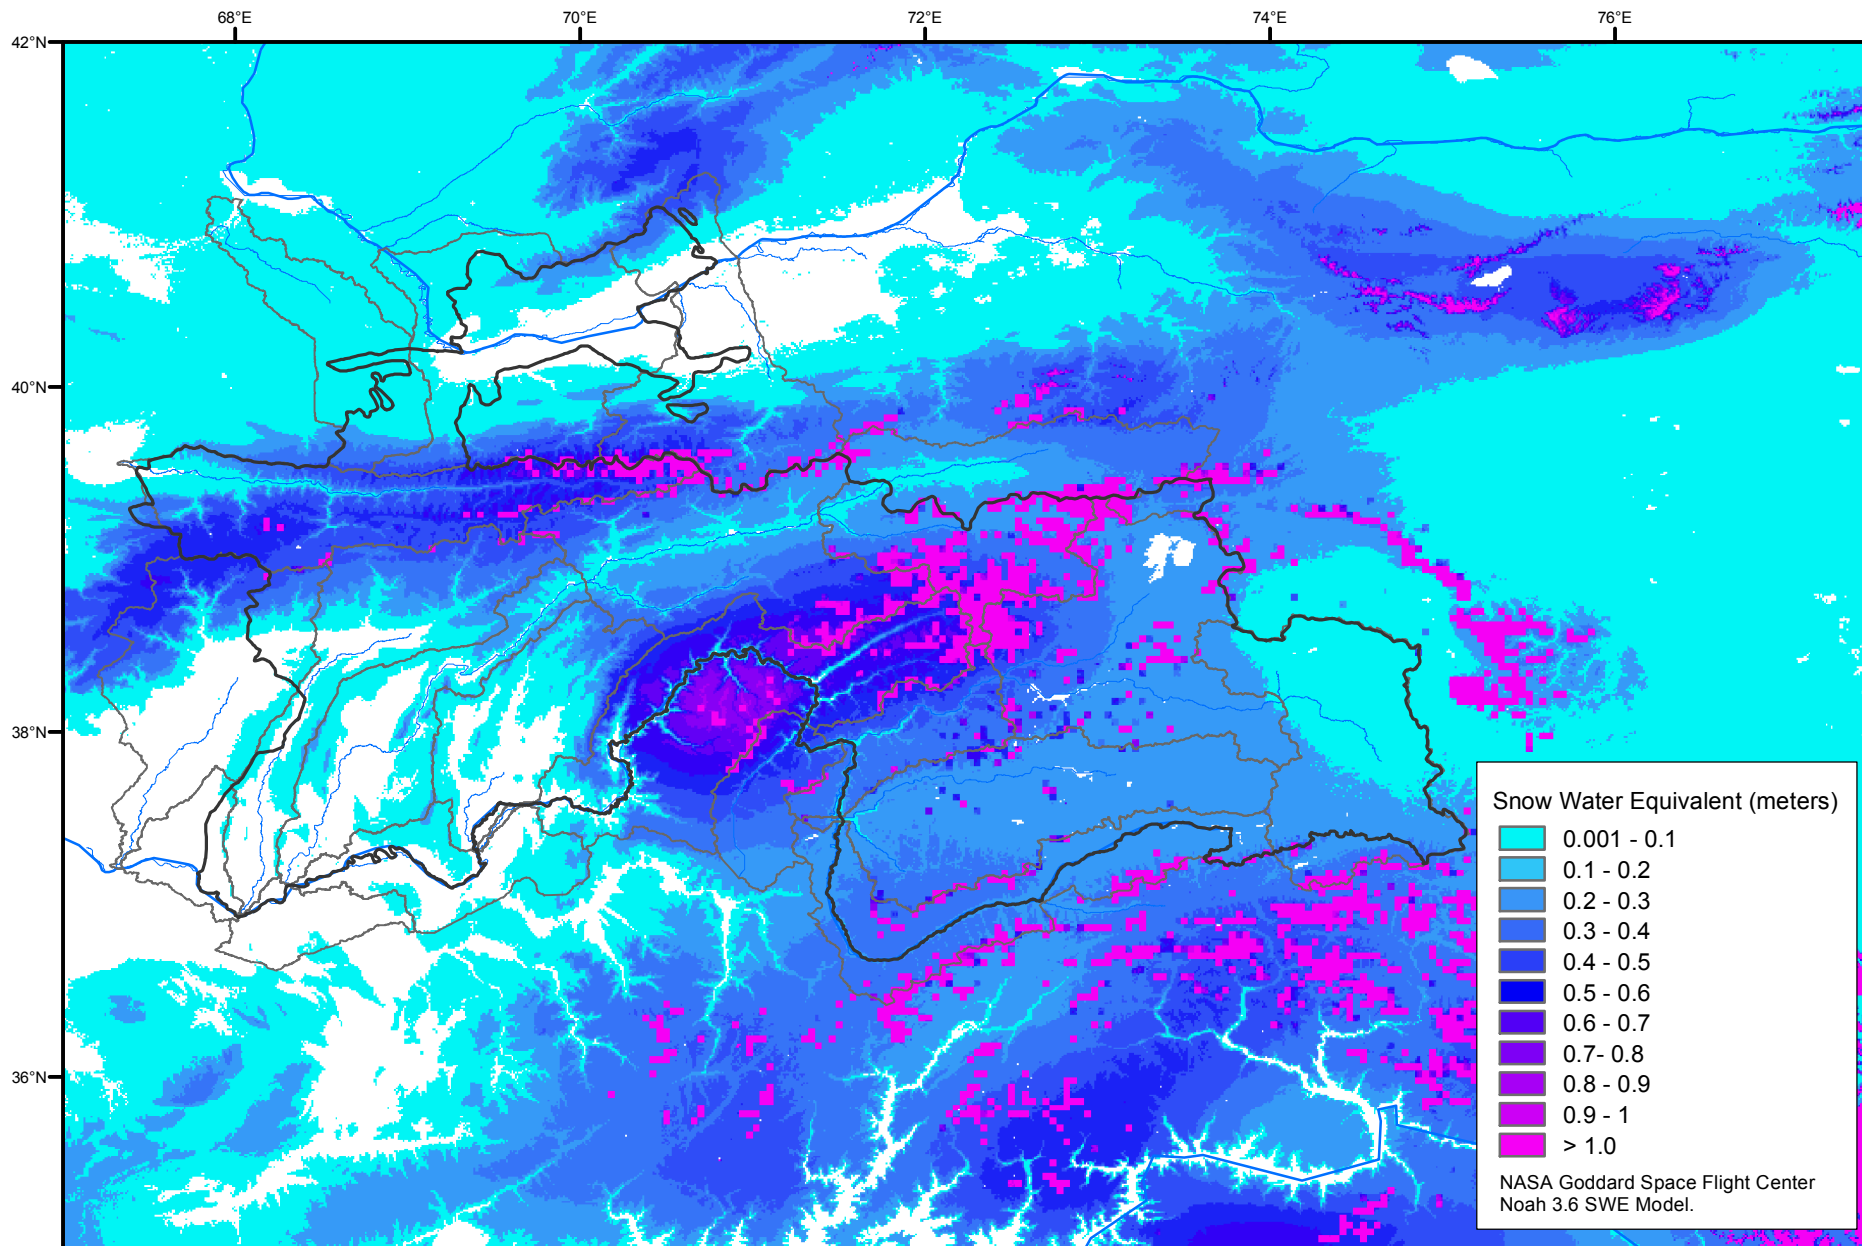 68°E 70°E 72°E 74°E 76°E
42°N
40°N
38°N
36°N
Snow Water Equivalent (meters)
0.001 - 0.1
0.1 - 0.2
0.2 - 0.3
0.3 - 0.4
0.4 - 0.5
0.5 - 0.6
0.6 - 0.7
0.7- 0.8
0.8 - 0.9
0.9 - 1
> 1.0
NASA Goddard Space Flight Center
Noah 3.6 SWE Model.